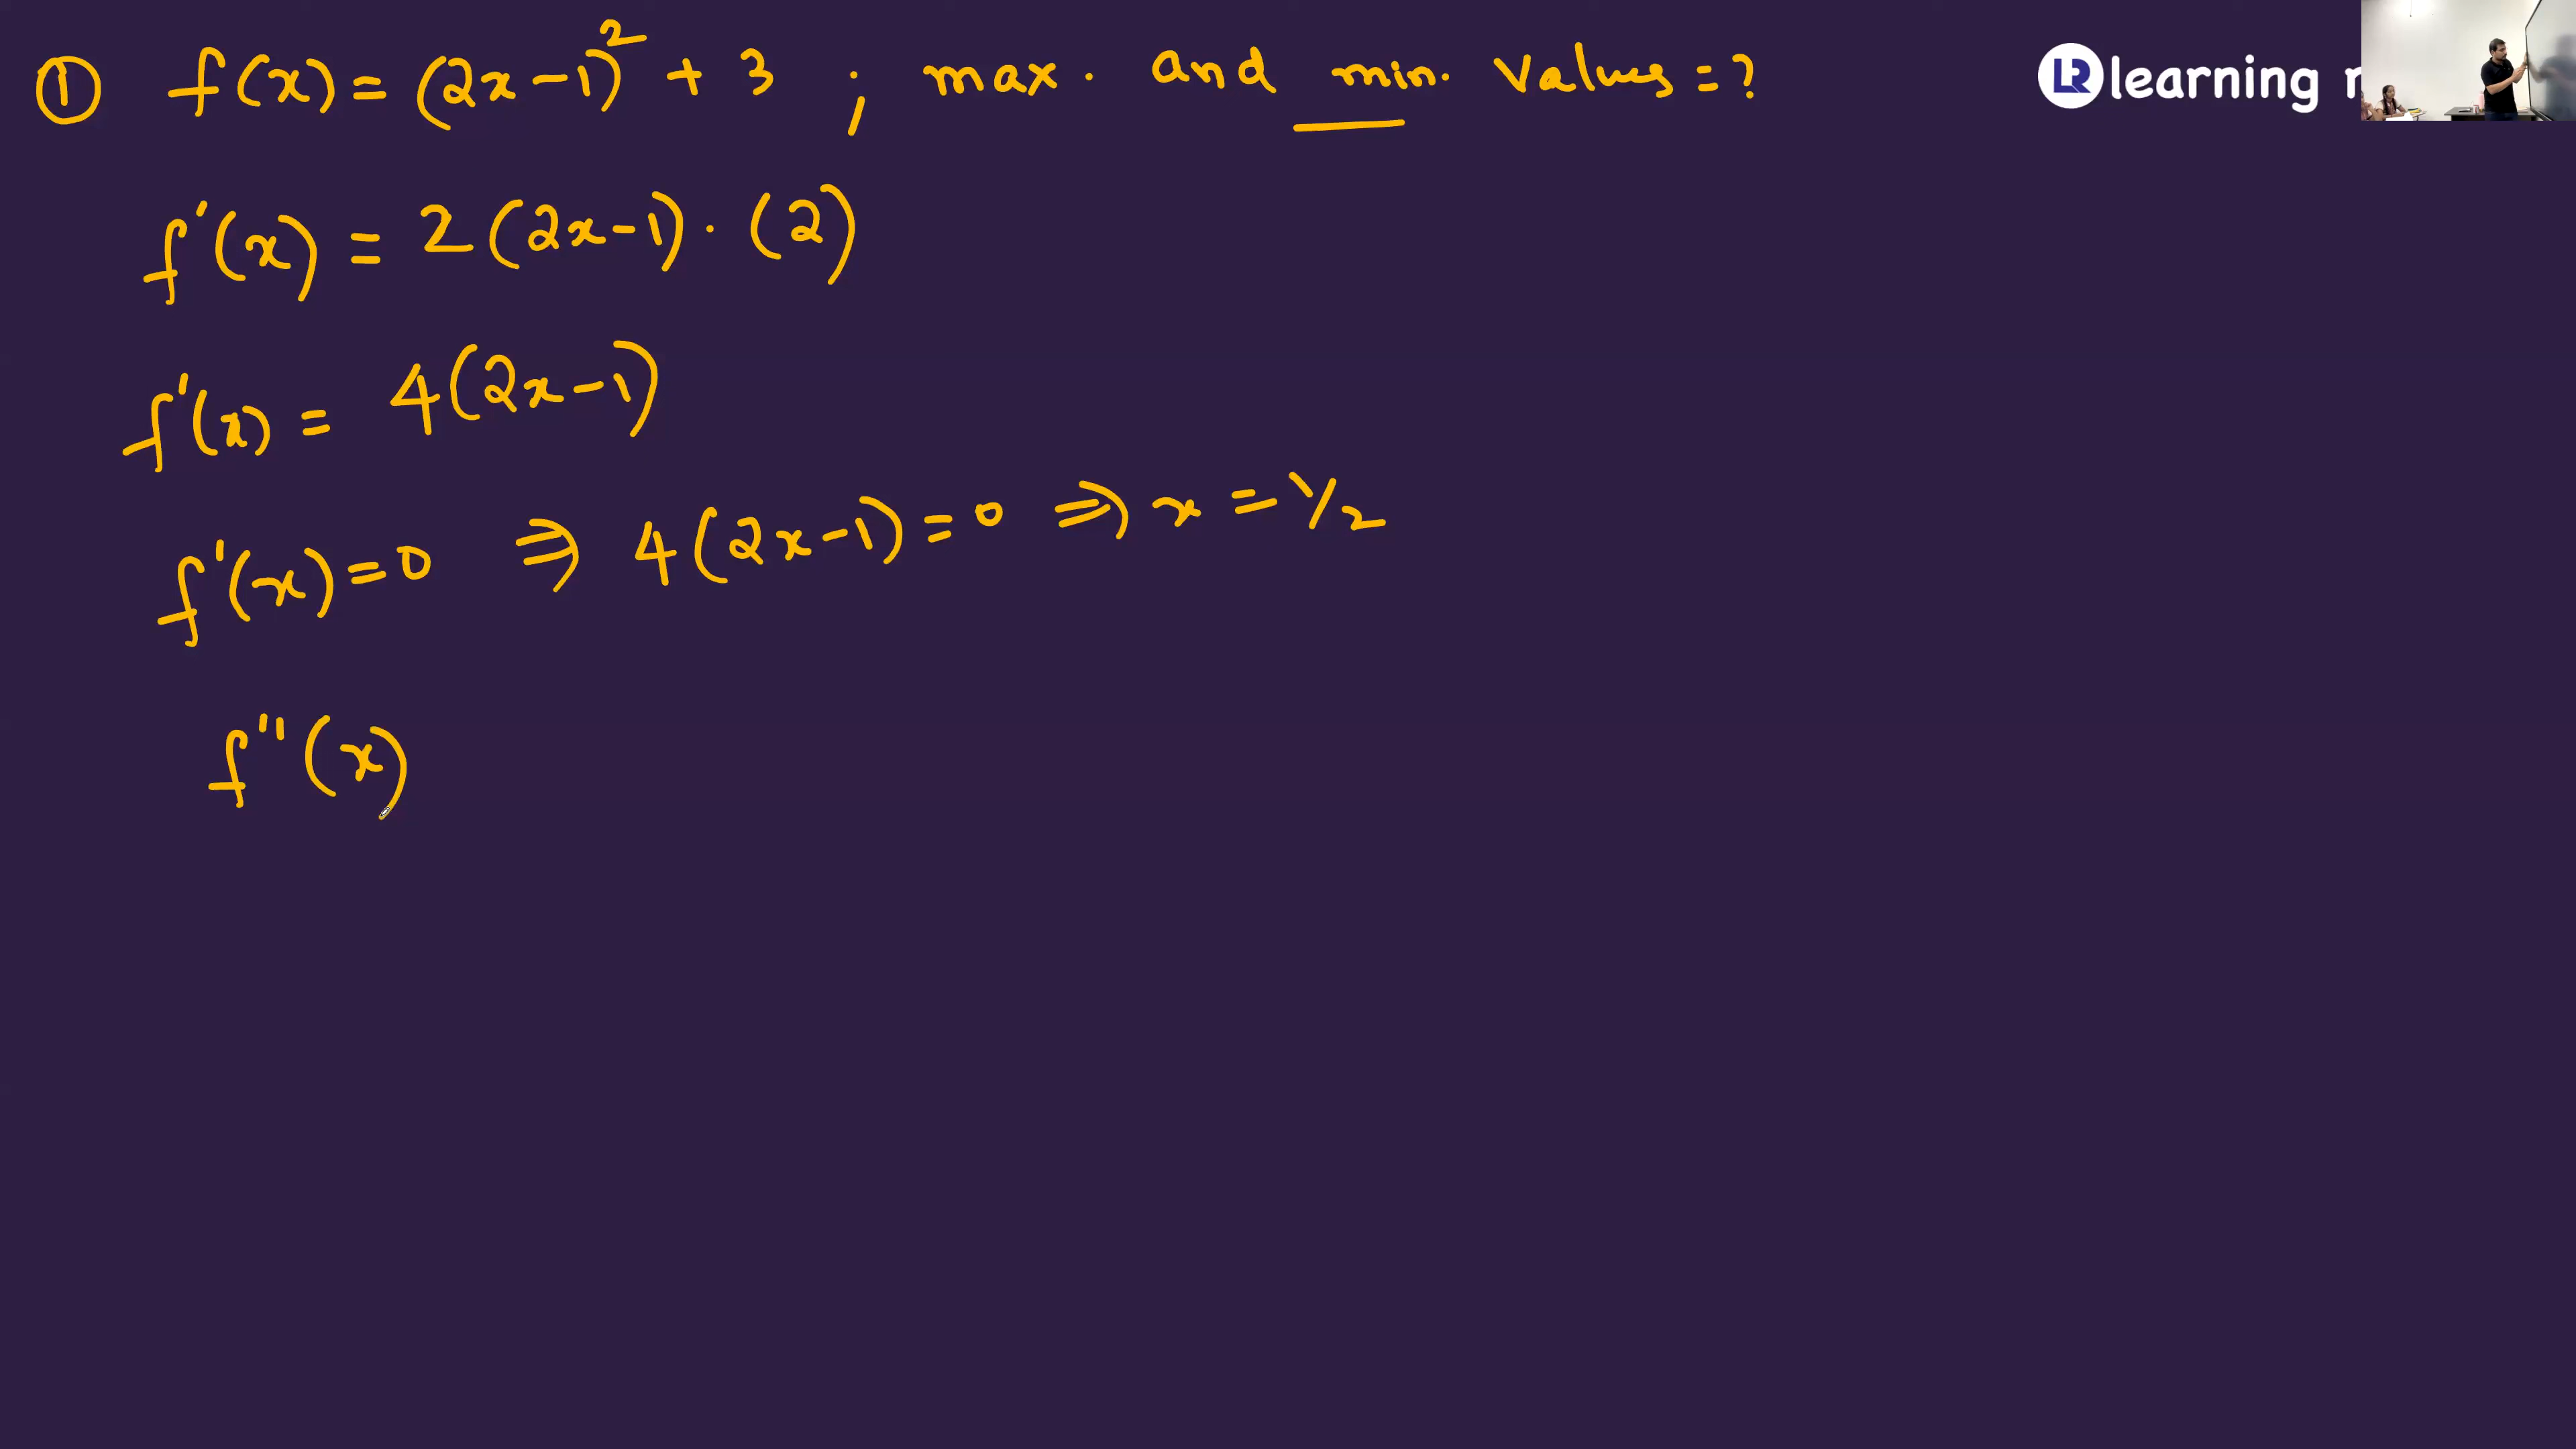 ① f(x) = (2x-1)² + 3 ; max. and min. values = ?
learning
f'(x) = 2(2x-1) · (2)
f'(x) = 4(2x-1)
f'(x) = 0 ⇒ 4(2x-1) = 0 ⇒ x = 1/2
f''(x)